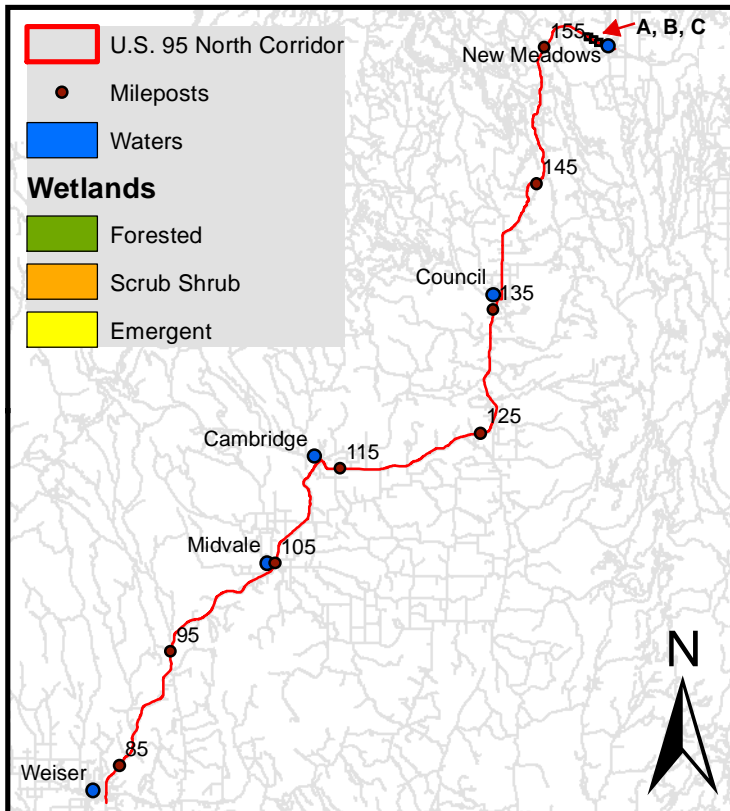 U.S. 95 North Corridor
Mileposts
Waters
Wetlands
Forested
Scrub Shrub
Emergent
155
A, B, C
New Meadows
145
Council
135
125
Cambridge
115
Midvale
105
95
N
85
Weiser